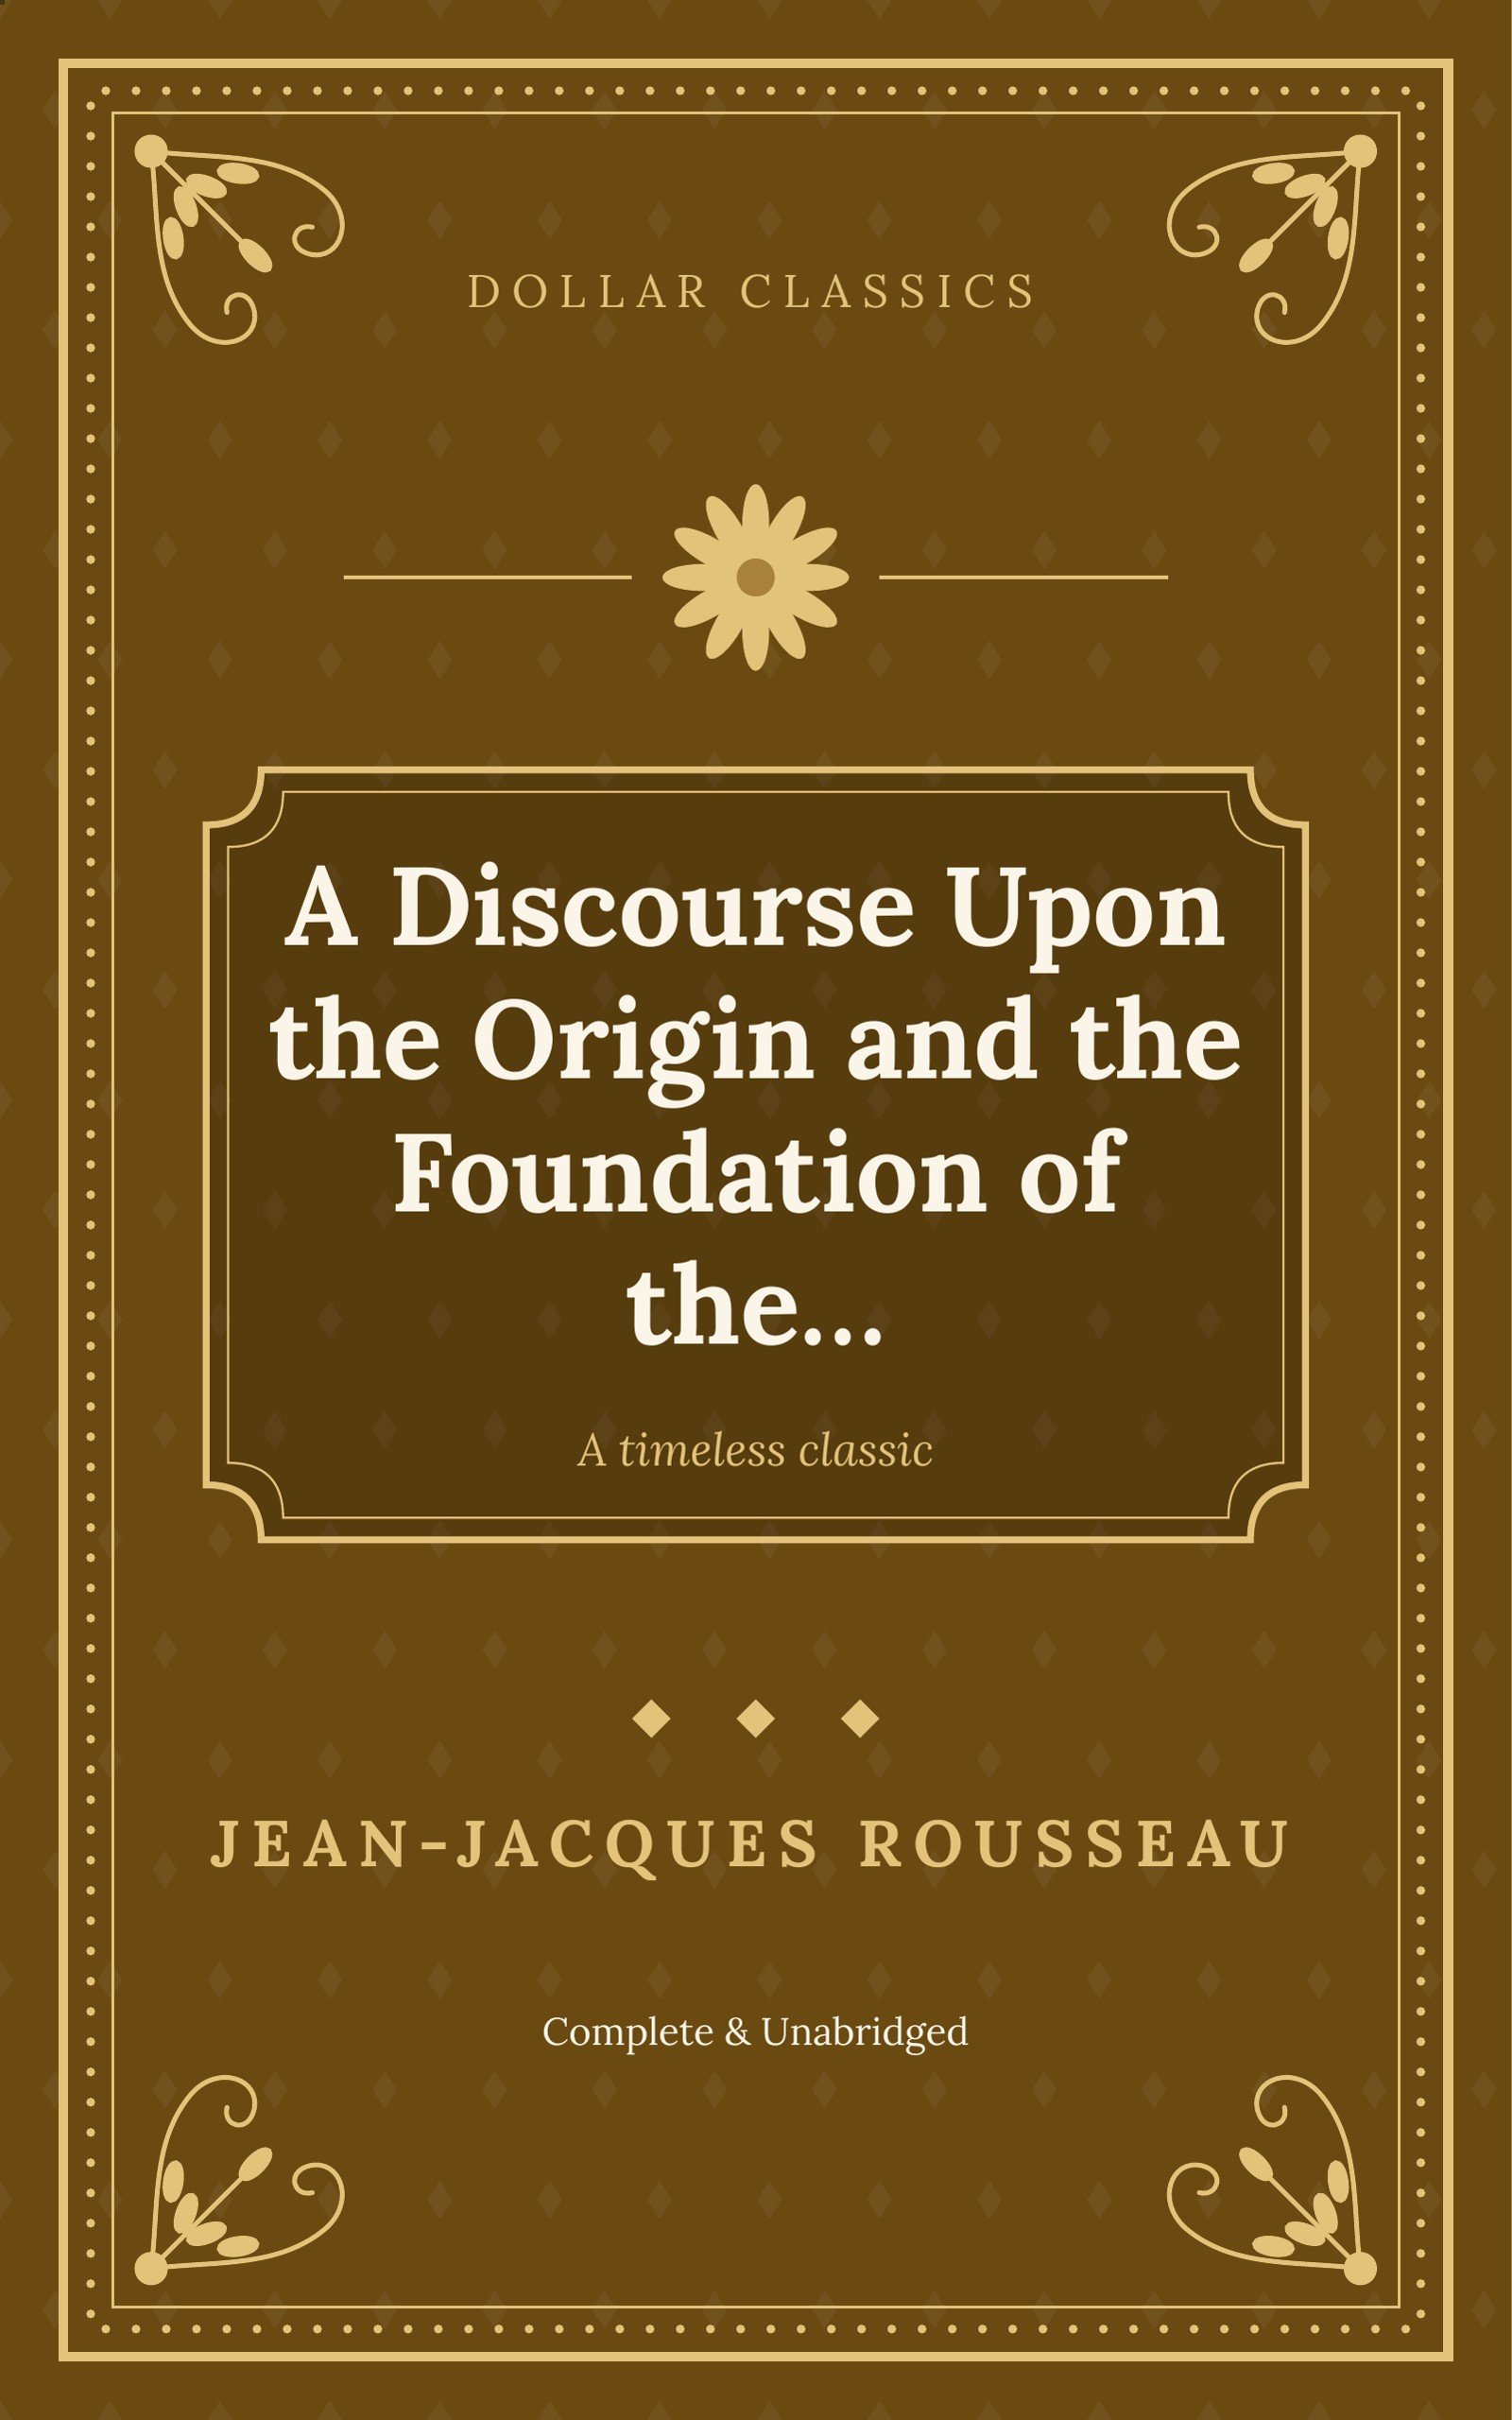 DOLLAR CLASSICS
A Discourse Upon
the Origin and the
Foundation of
the...
A timeless classic
JEAN-JACQUES ROUSSEAU
Complete & Unabridged